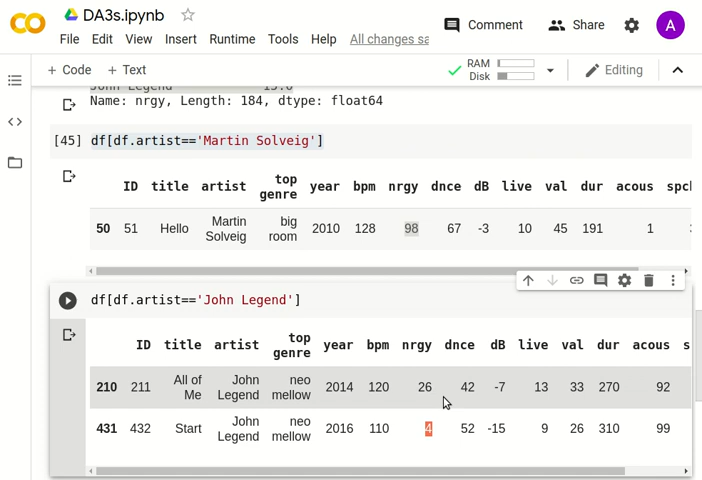 DA3s.ipynb
Comment
Share
A
File Edit View Insert Runtime Tools Help All changes sa
+ Code + Text
RAM
Disk
Editing
John Legend 15.0
Name: nrgy, Length: 184, dtype: float64
[45] df[df.artist=='Martin Solveig']
ID title artist top genre year bpm nrgy dnce dB live val dur acous spch
50 51 Hello Martin Solveig big room 2010 128 98 67 -3 10 45 191 1
df[df.artist=='John Legend']
ID title artist top genre year bpm nrgy dnce dB live val dur acous s
210 211 All of Me John Legend neo mellow 2014 120 26 42 -7 13 33 270 92
431 432 Start John Legend neo mellow 2016 110 4 52 -15 9 26 310 99